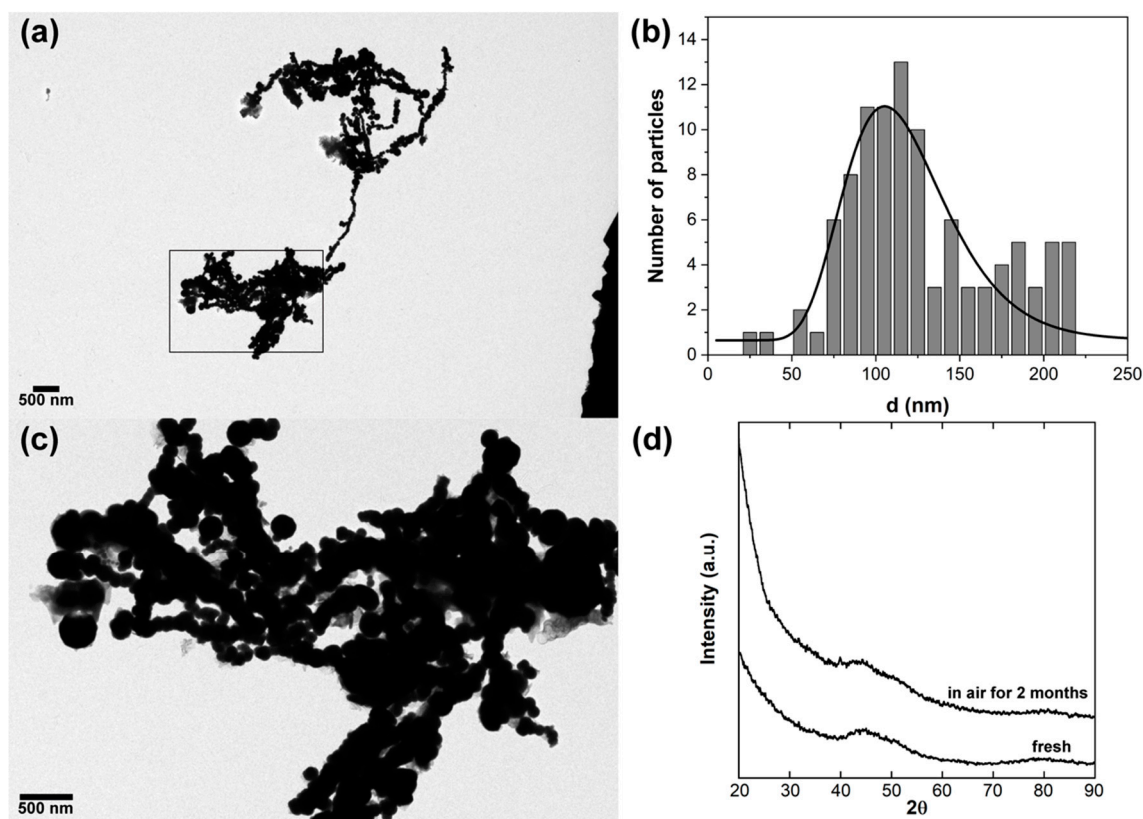 (a)
500 nm
(b)
Number of particles
14
12
10
8
6
4
2
0
0 50 100 150 200 250
d (nm)
(c)
500 nm
(d)
Intensity (a.u.)
in air for 2 months
fresh
20 30 40 50 60 70 80 90
2θ